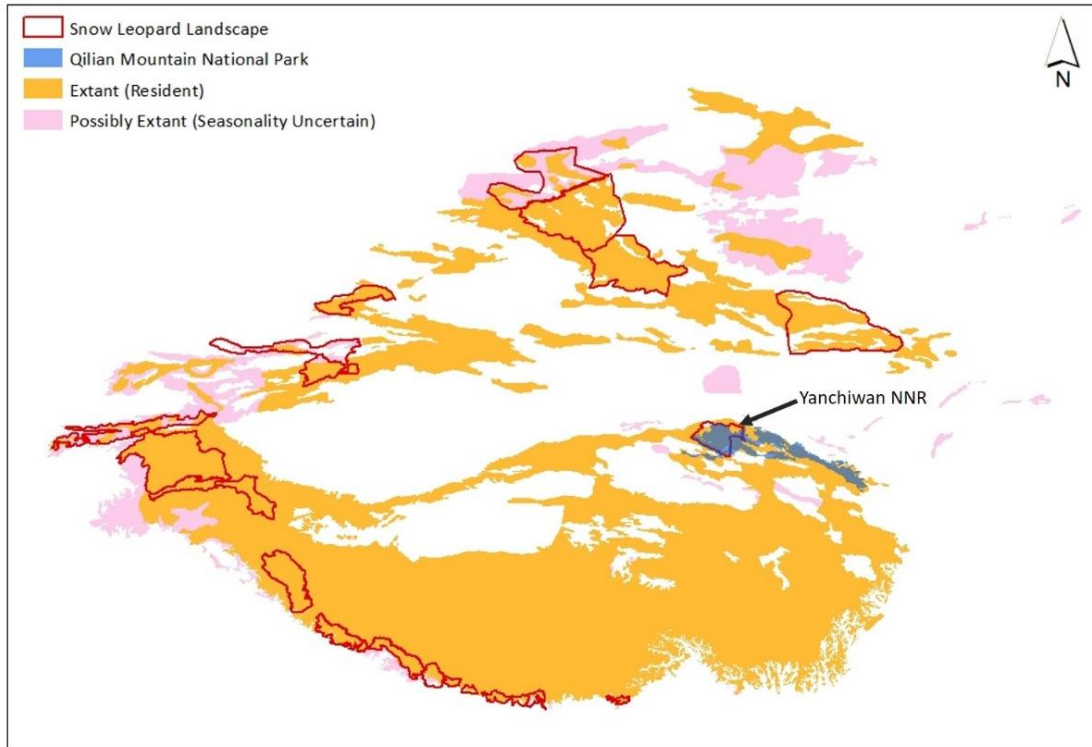 Snow Leopard Landscape
Qilian Mountain National Park
Extant (Resident)
Possibly Extant (Seasonality Uncertain)
N
Yanchiwan NNR